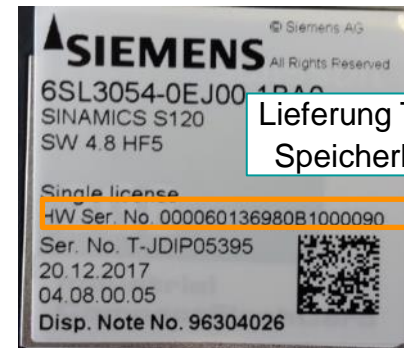 © Siemens AG
SIEMENS All Rights Reserved
6SL3054-0EJ00-1BA0
SINAMICS S120
SW 4.8 HF5
Lieferung
Single license
HW Ser. No. 000060136980B1000090
Ser. No. T-JDIP05395
20.12.2017
04.08.00.05
Disp. Note No. 96304026